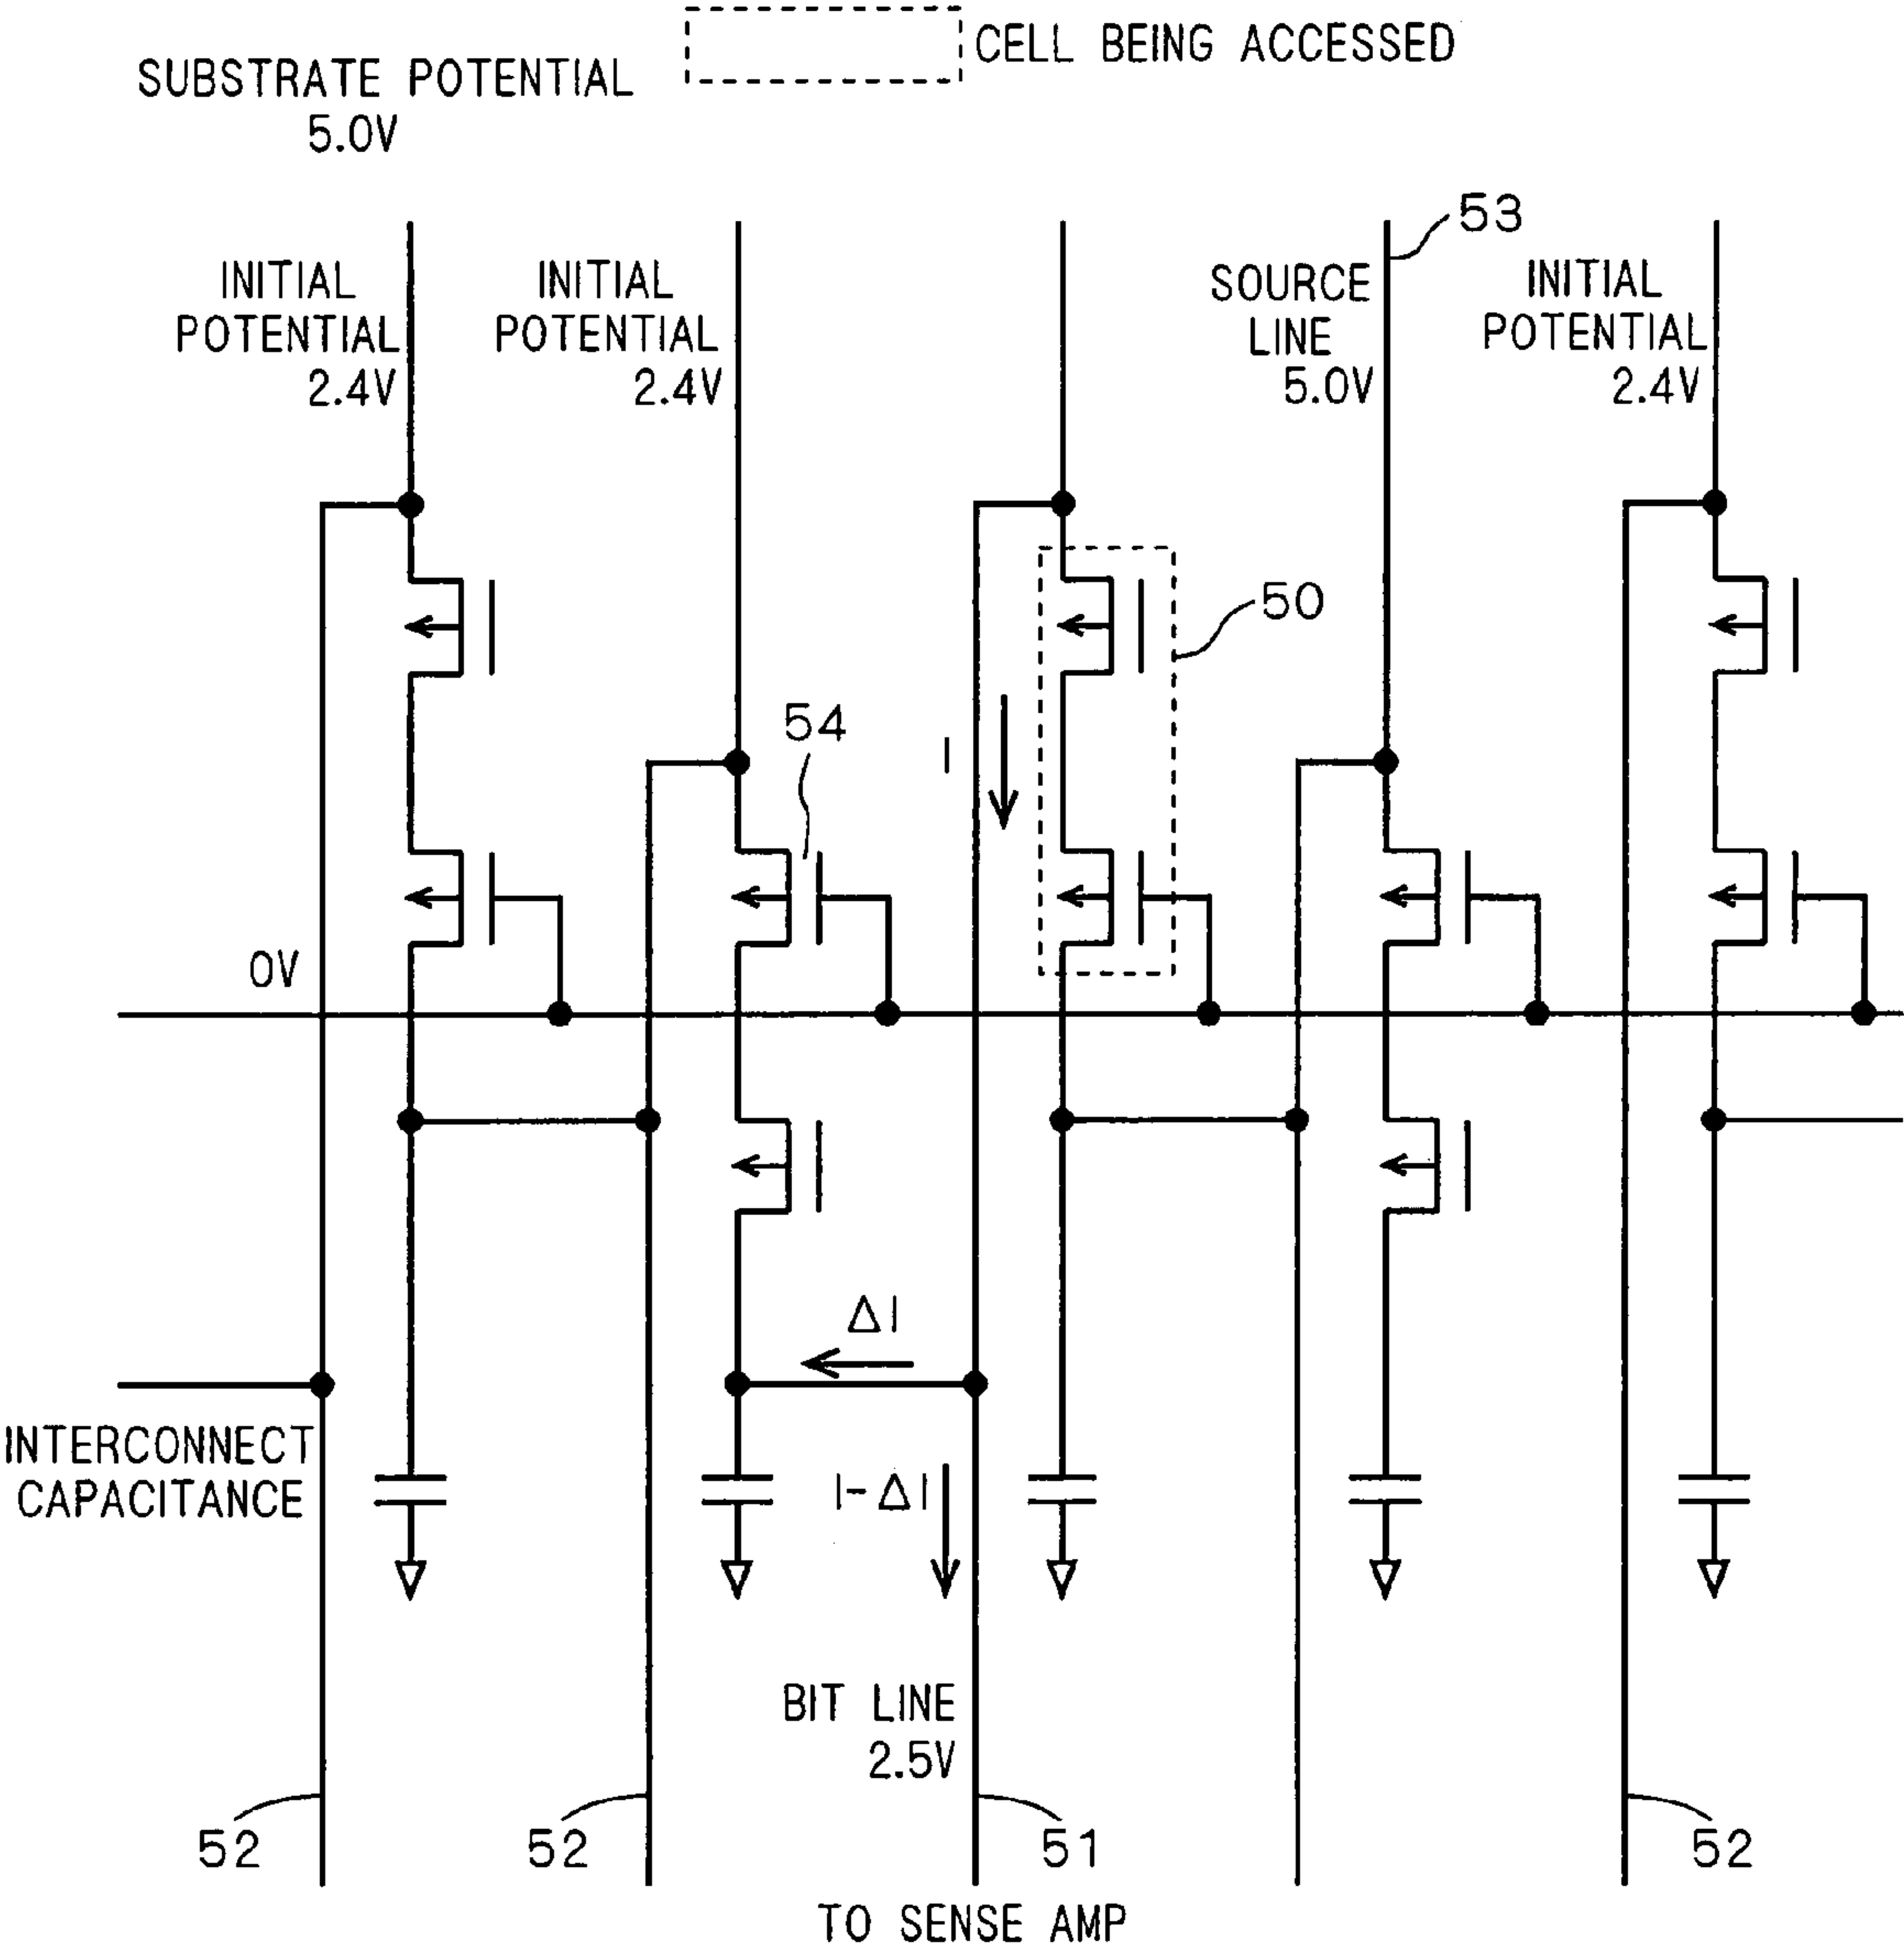 CELL BEING ACCESSED
SUBSTRATE POTENTIAL
5.0V
53
INITIAL
POTENTIAL
2.4V
INITIAL
POTENTIAL
2.4V
SOURCE
LINE
5.0V
INITIAL
POTENTIAL
2.4V
50
54
I
0V
ΔI
INTERCONNECT
CAPACITANCE
I-ΔI
BIT LINE
2.5V
52
52
51
52
TO SENSE AMP